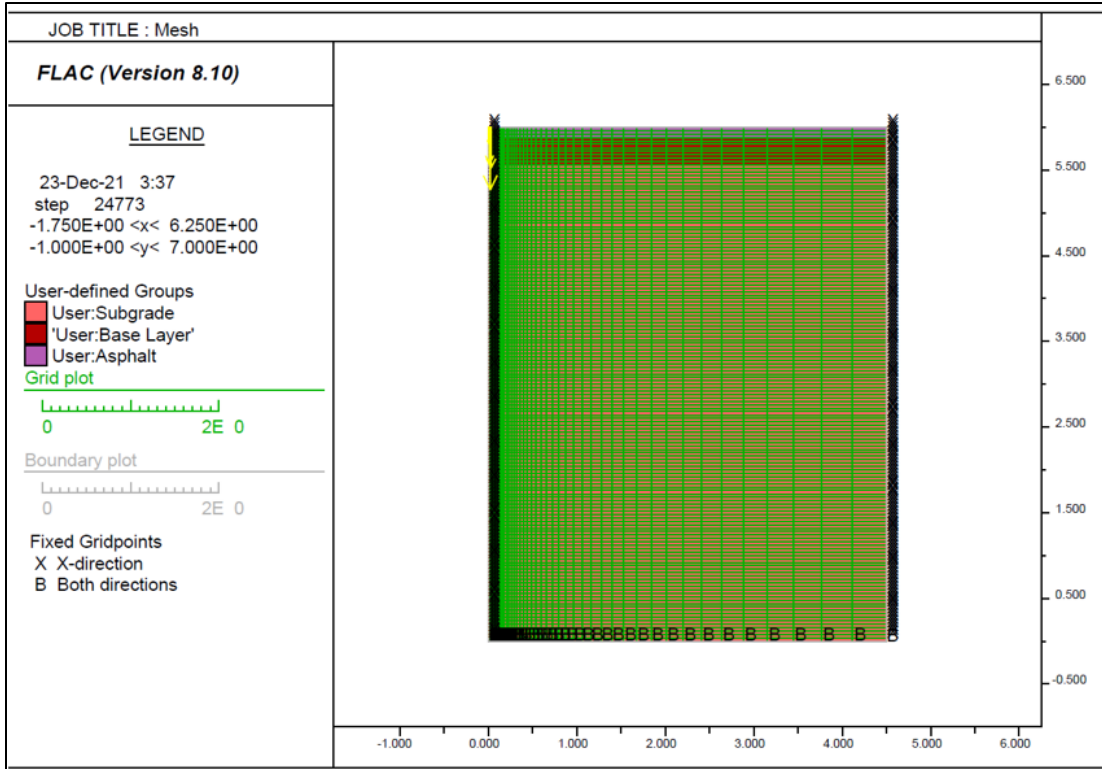 JOB TITLE : Mesh
FLAC (Version 8.10)
LEGEND
23-Dec-21 3:37
step 24773
-1.750E+00 <x< 6.250E+00
-1.000E+00 <y< 7.000E+00
User-defined Groups
User:Subgrade
'User:Base Layer'
User:Asphalt
Grid plot
0 2E 0
Boundary plot
0 2E 0
Fixed Gridpoints
X X-direction
B Both directions
6.500
5.500
4.500
3.500
2.500
1.500
0.500
-0.500
-1.000 0.000 1.000 2.000 3.000 4.000 5.000 6.000